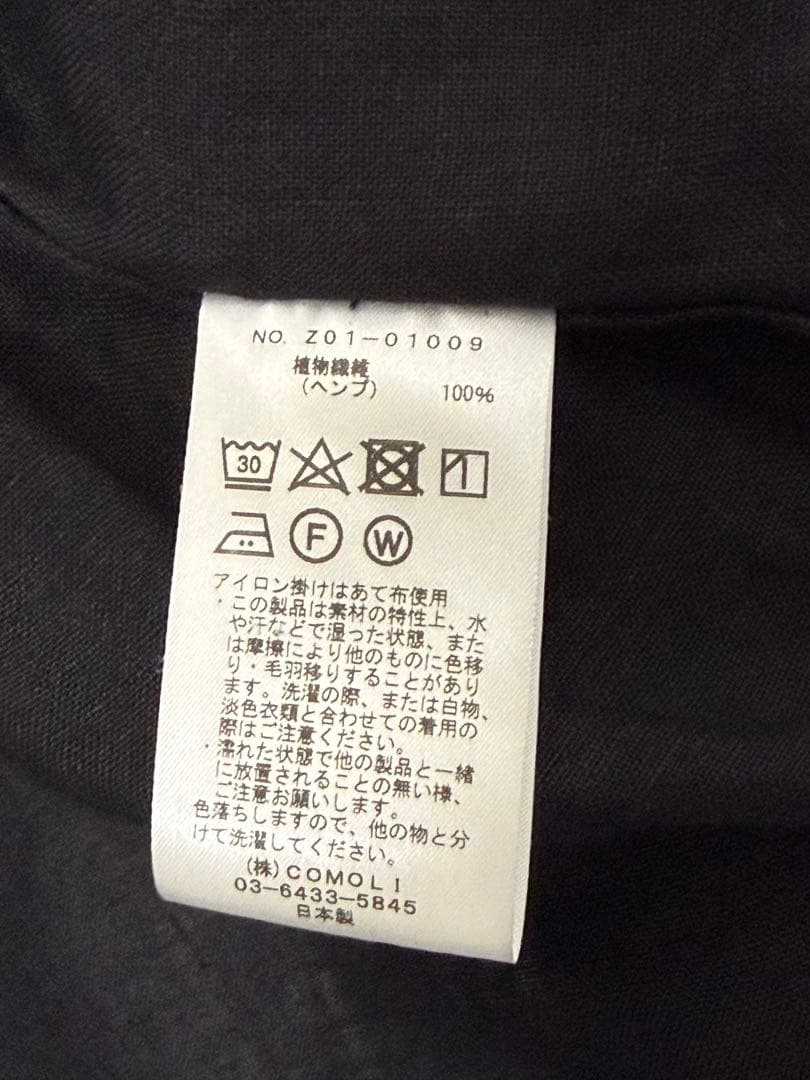 NO. Z01-01009
植物繊維
(ヘンプ) 100%
30
F W
アイロン掛けはあて布使用
・この製品は素材の特性上、水
や汗などで湿った状態、また
は摩擦により他のものに色移
り・毛羽移りすることがあり
ます。洗濯の際、または白物、
淡色衣類と合わせての着用の
際はご注意ください。
・濡れた状態で他の製品と一緒
に放置されることの無い様、
ご注意お願いします。
色落ちしますので、他の物と分
けて洗濯してください。
(株)COMOLI
03-6433-5845
日本製